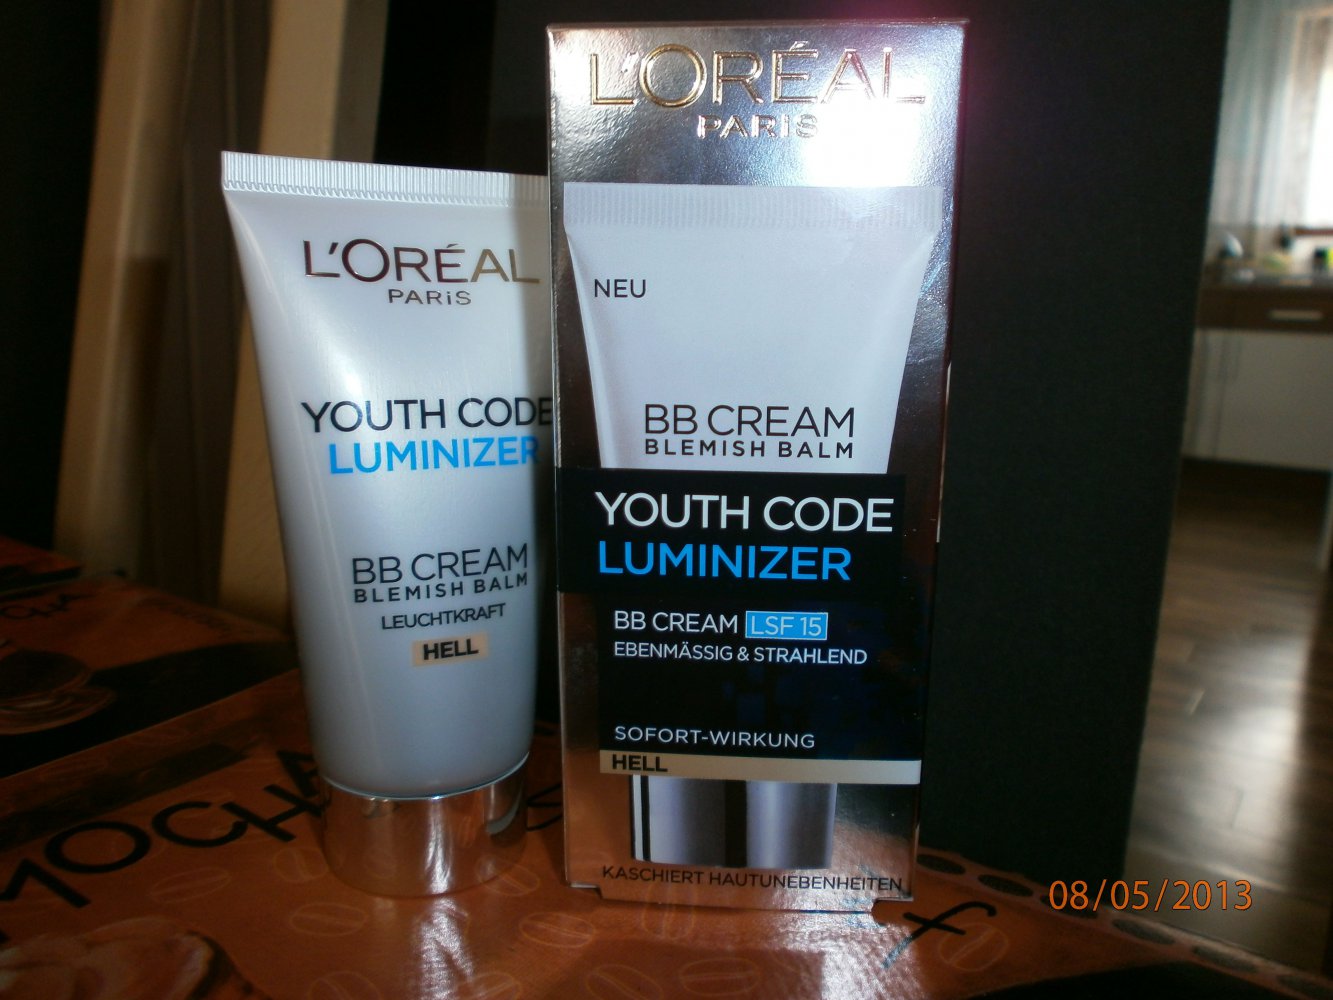 L'ORÉAL
PARIS
YOUTH CODE
LUMINIZER
BB CREAM
BLEMISH BALM
LEUCHTKRAFT
HELL
L'ORÉAL
PARIS
NEU
BB CREAM
BLEMISH BALM
YOUTH CODE
LUMINIZER
BB CREAM LSF 15
EBENMÄSSIG & STRAHLEND
SOFORT-WIRKUNG
HELL
KASCHIERT HAUTUNEBENHEITEN
08/05/2013